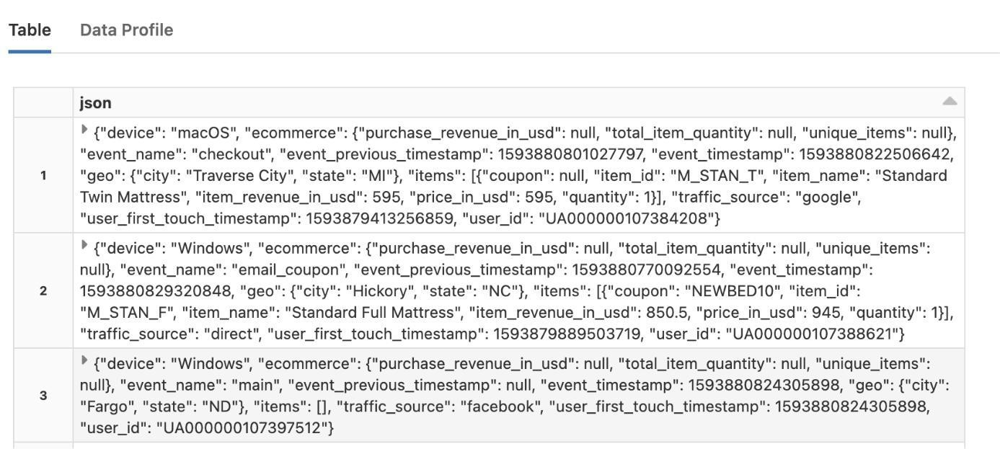 Table Data Profile
json
{"device": "macOS", "ecommerce": {"purchase_revenue_in_usd": null, "total_item_quantity": null, "unique_items": null},
"event_name": "checkout", "event_previous_timestamp": 1593880801027797, "event_timestamp": 1593880822506642,
1
"geo": {"city": "Traverse City", "state": "MI"}, "items": [{"coupon": null, "item_id": "M_STAN_T", "item_name": "Standard
Twin Mattress", "item_revenue_in_usd": 595, "price_in_usd": 595, "quantity": 1}], "traffic_source": "google",
"user_first_touch_timestamp": 1593879413256859, "user_id": "UA000000107384208"}
{"device": "Windows", "ecommerce": {"purchase_revenue_in_usd": null, "total_item_quantity": null, "unique_items":
null}, "event_name": "email_coupon", "event_previous_timestamp": 1593880770092554, "event_timestamp":
2
1593880829320848, "geo": {"city": "Hickory", "state": "NC"}, "items": [{"coupon": "NEWBED10", "item_id":
"M_STAN_F", "item_name": "Standard Full Mattress", "item_revenue_in_usd": 850.5, "price_in_usd": 945, "quantity": 1}],
"traffic_source": "direct", "user_first_touch_timestamp": 1593879889503719, "user_id": "UA000000107388621"}
{"device": "Windows", "ecommerce": {"purchase_revenue_in_usd": null, "total_item_quantity": null, "unique_items":
null}, "event_name": "main", "event_previous_timestamp": null, "event_timestamp": 1593880824305898, "geo": {"city":
3
"Fargo", "state": "ND"}, "items": [], "traffic_source": "facebook", "user_first_touch_timestamp": 1593880824305898,
"user_id": "UA000000107397512"}